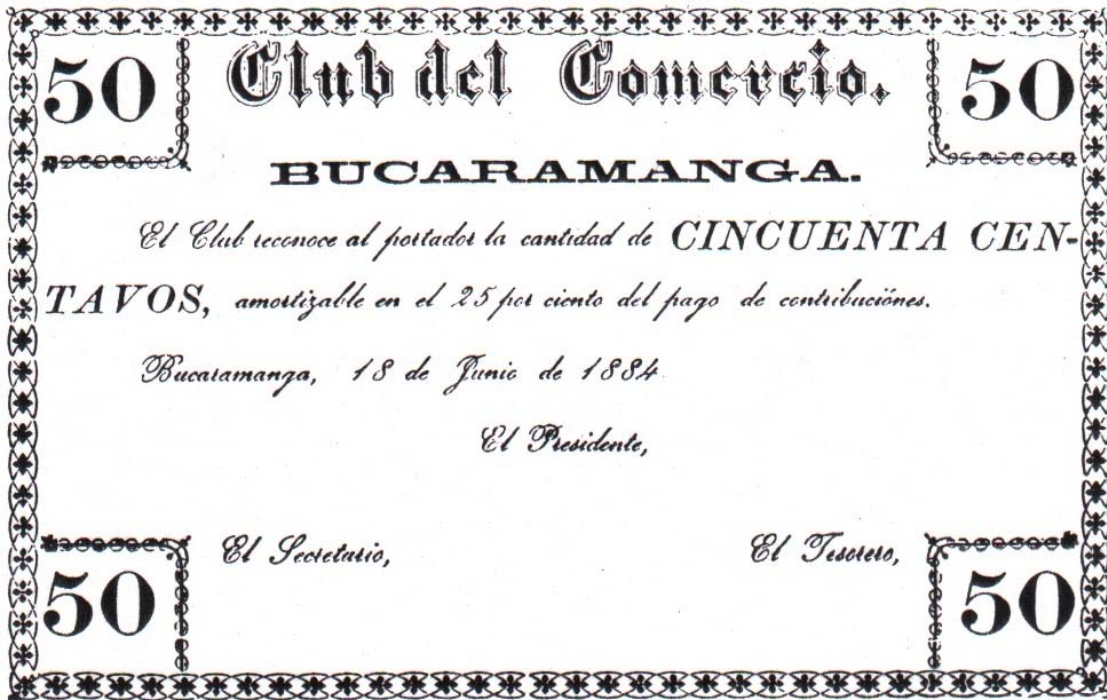 50 Club del Comercio. 50
BUCARAMANGA.
El Club reconoce al portador la cantidad de CINCUENTA CEN-
TAVOS, amortizable en el 25 por ciento del pago de contribuciónes.
Bucaramanga, 18 de Junio de 1884
El Presidente,
El Secretario, El Tesorero,
50 50